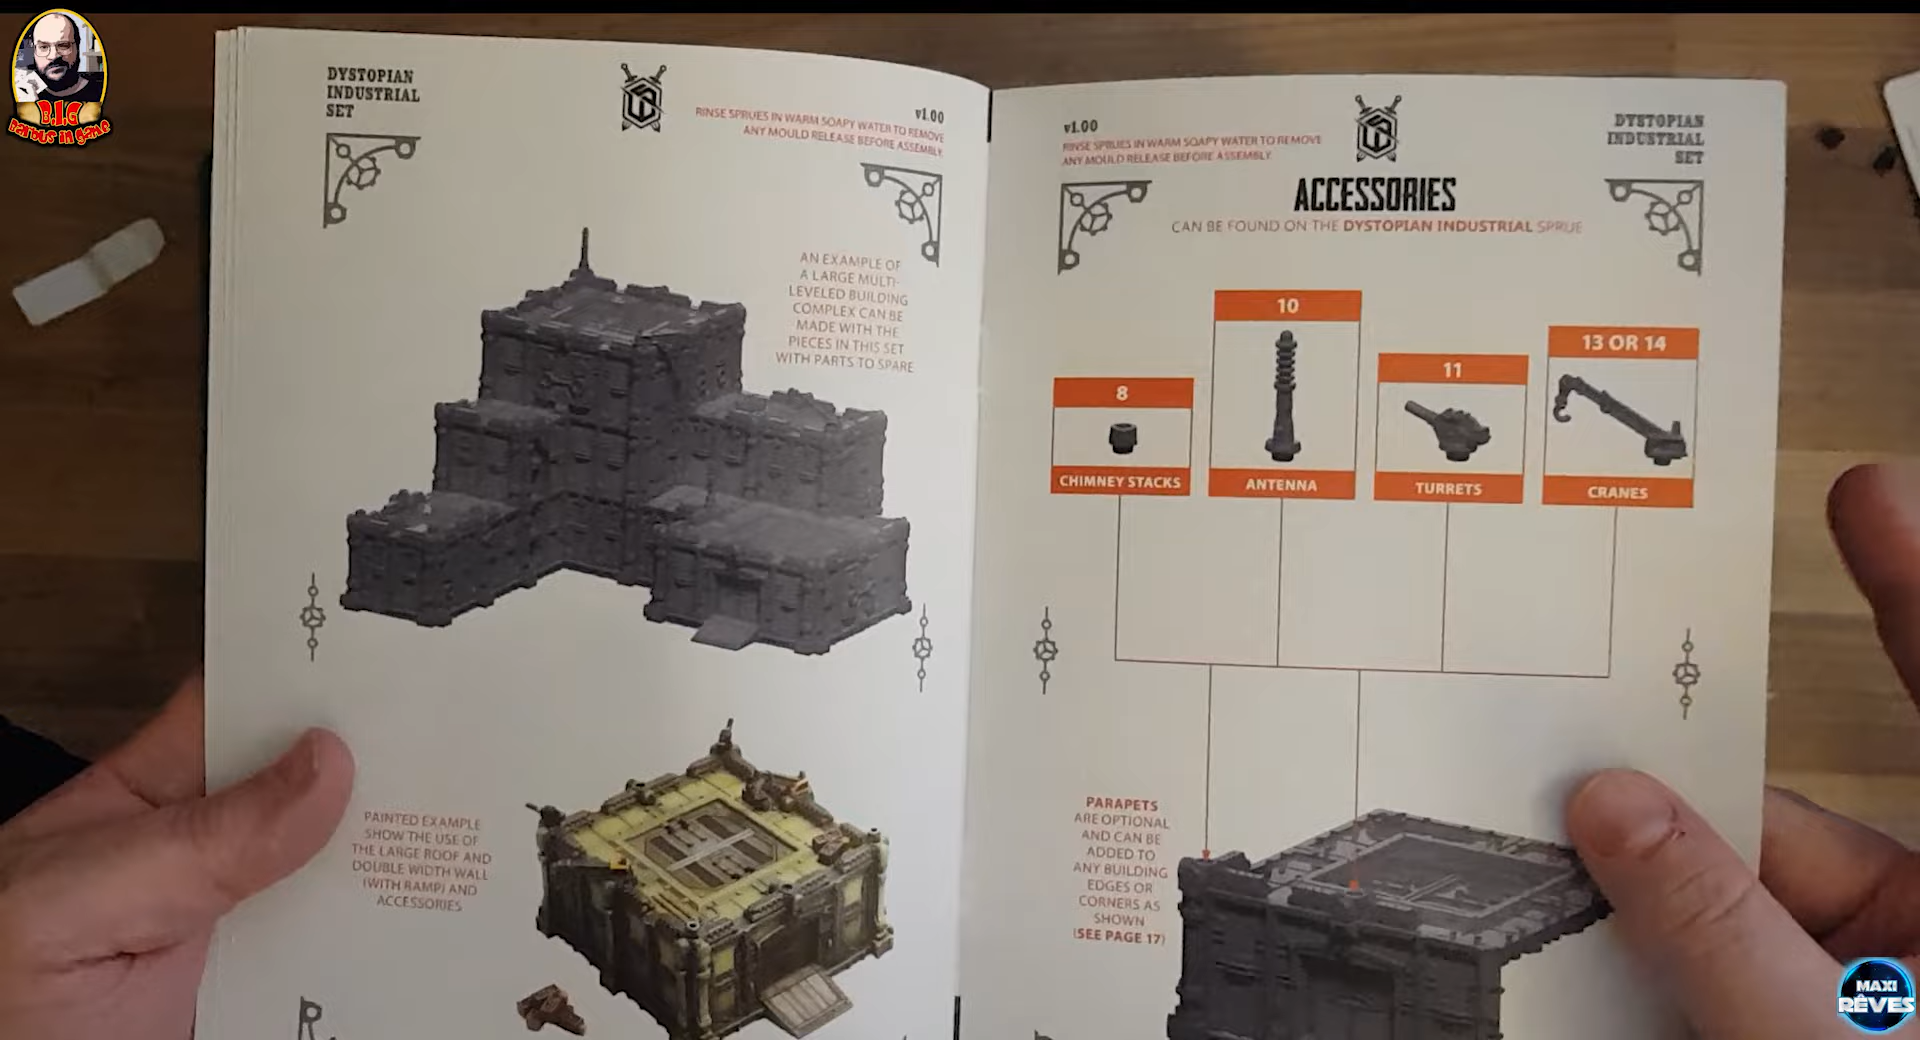 B.I.G
Barbus in game
DYSTOPIAN
INDUSTRIAL
SET
v1.00
RINSE SPRUES IN WARM SOAPY WATER TO REMOVE
ANY MOULD RELEASE BEFORE ASSEMBLY.
AN EXAMPLE OF
A LARGE MULTI-
LEVELED BUILDING
COMPLEX CAN BE
MADE WITH THE
PIECES IN THIS SET
WITH PARTS TO SPARE
PAINTED EXAMPLE
SHOW THE USE OF
THE LARGE ROOF AND
DOUBLE WIDTH WALL
(WITH RAMP) AND
ACCESSORIES
v1.00
RINSE SPRUES IN WARM SOAPY WATER TO REMOVE
ANY MOULD RELEASE BEFORE ASSEMBLY.
DYSTOPIAN
INDUSTRIAL
SET
ACCESSORIES
CAN BE FOUND ON THE DYSTOPIAN INDUSTRIAL SPRUE
8
CHIMNEY STACKS
10
ANTENNA
11
TURRETS
13 OR 14
CRANES
PARAPETS
ARE OPTIONAL
AND CAN BE
ADDED TO
ANY BUILDING
EDGES OR
CORNERS AS
SHOWN
(SEE PAGE 17)
MAXI
RÊVES